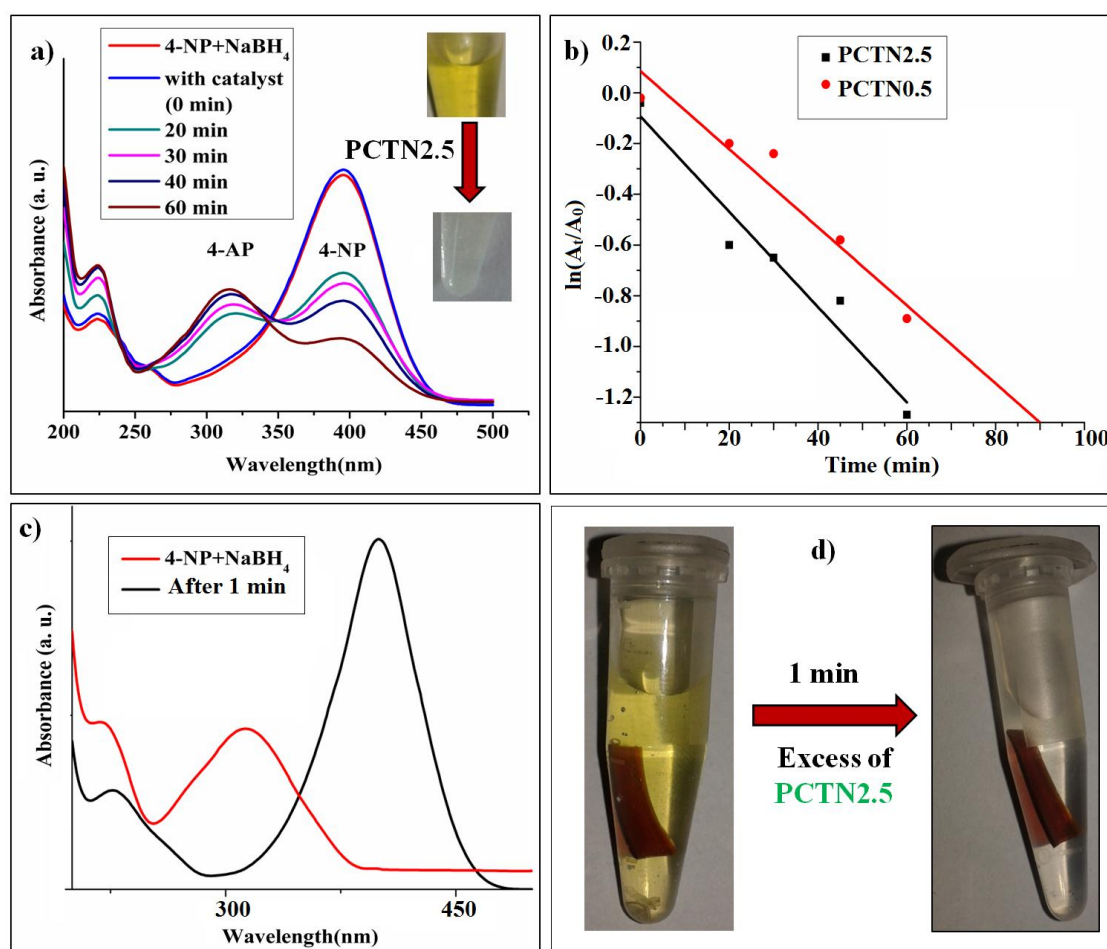 a)
4-NP+NaBH₄
with catalyst
(0 min)
20 min
30 min
40 min
60 min
PCTN2.5
4-AP
4-NP
Absorbance (a. u.)
200 250 300 350 400 450 500
Wavelength(nm)
b)
PCTN2.5
PCTN0.5
0.2
0.0
-0.2
-0.4
-0.6
-0.8
-1.0
-1.2
ln(Aₜ/A₀)
0 20 40 60 80 100
Time (min)
c)
4-NP+NaBH₄
After 1 min
Absorbance (a. u.)
300 450
Wavelength(nm)
d)
1 min
Excess of
PCTN2.5